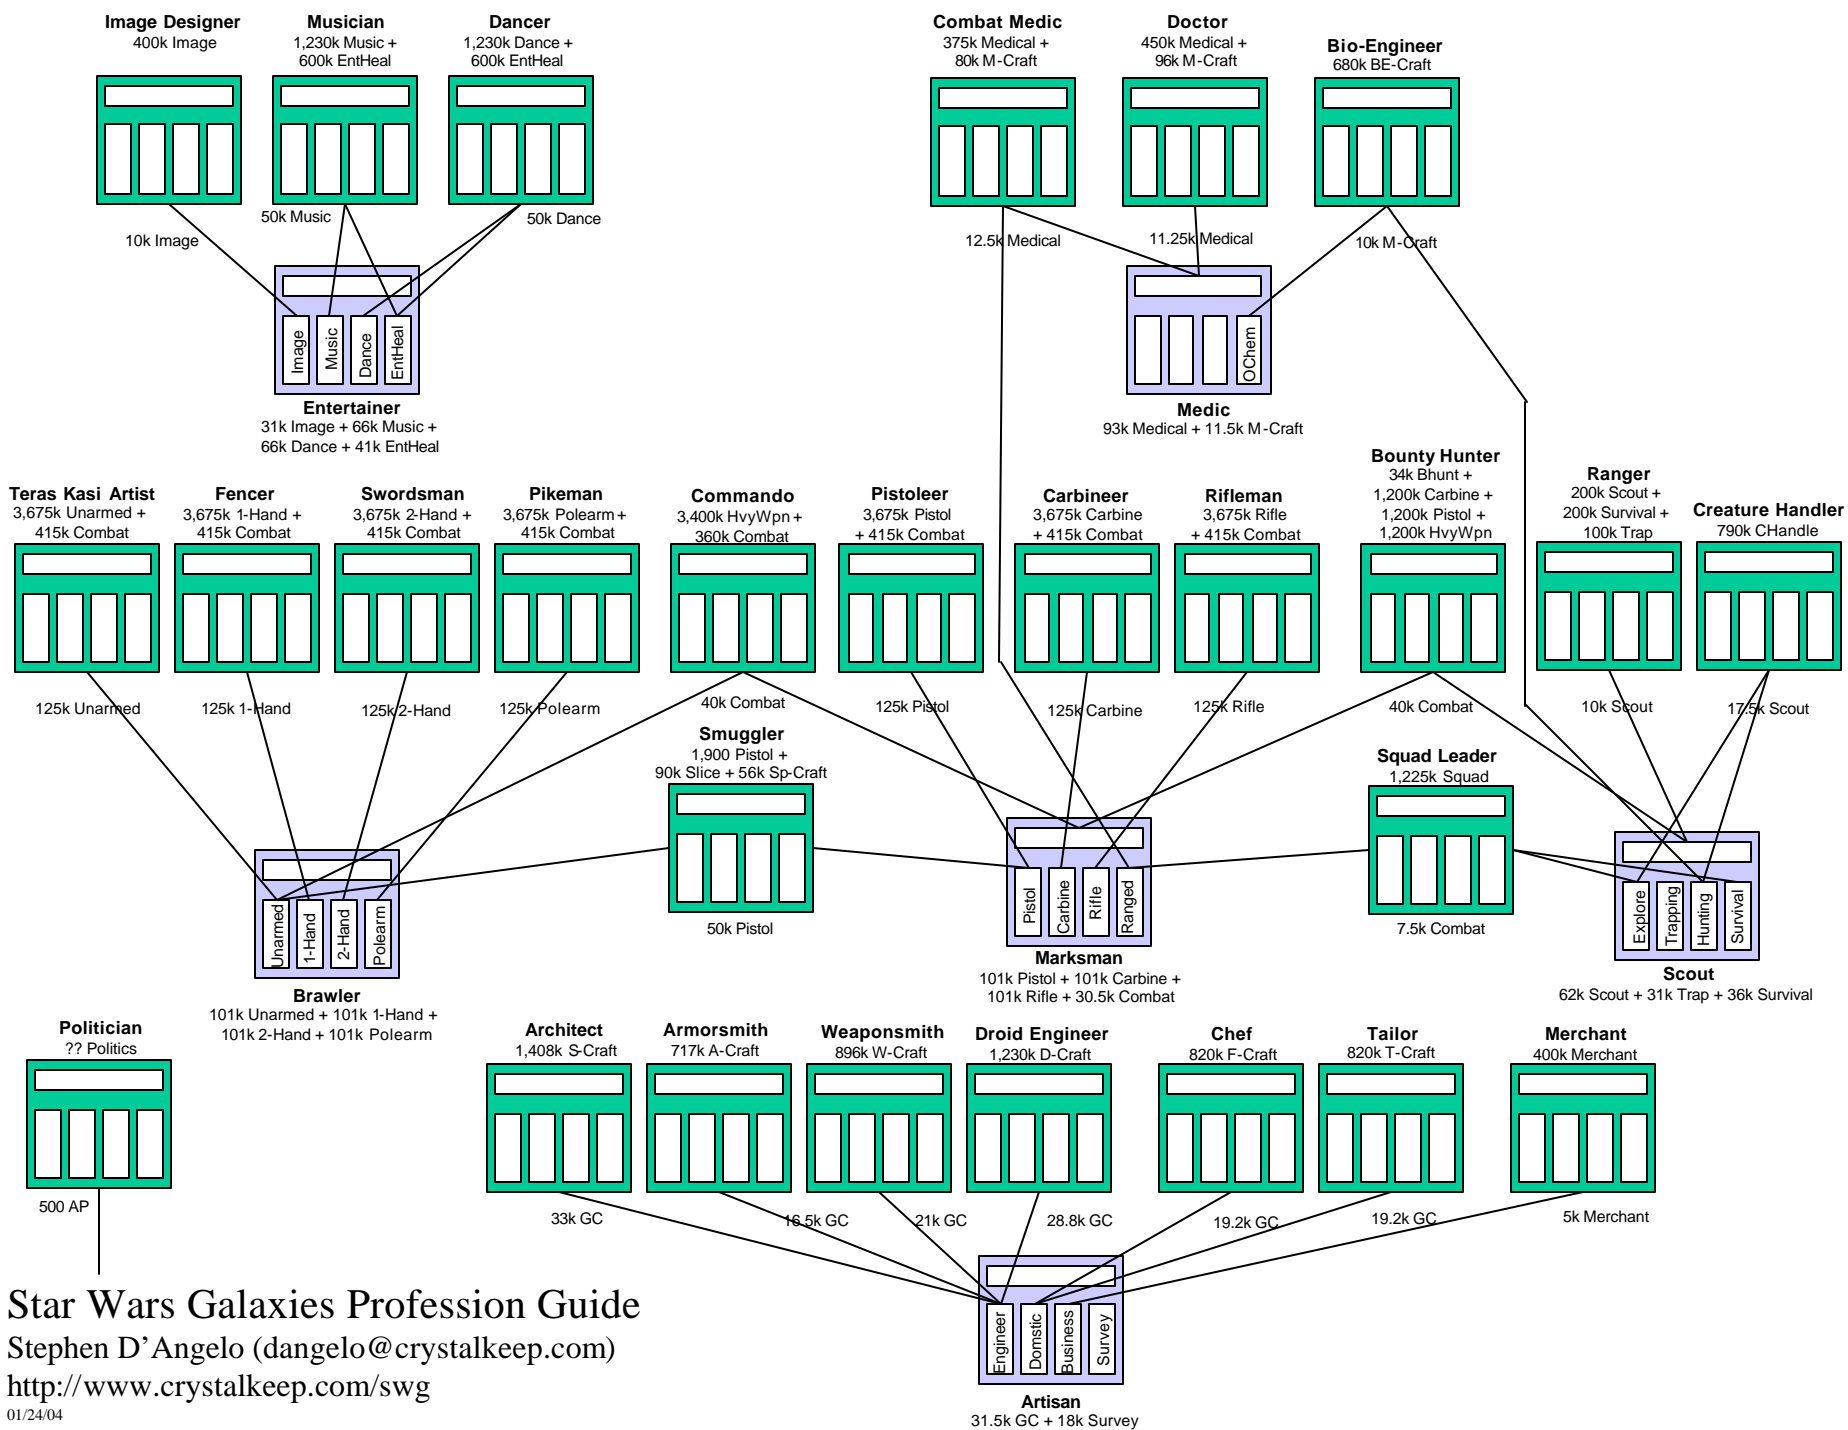 Image Designer
400k Image
Musician
1,230k Music +
600k EntHeal
Dancer
1,230k Dance +
600k EntHeal
Combat Medic
375k Medical +
80k M-Craft
Doctor
450k Medical +
96k M-Craft
Bio-Engineer
680k BE-Craft
10k Image
50k Music
50k Dance
12.5k Medical
11.25k Medical
10k M-Craft
Image
Music
Dance
EntHeal
OChem
Entertainer
31k Image + 66k Music +
66k Dance + 41k EntHeal
Medic
93k Medical + 11.5k M-Craft
Teras Kasi Artist
3,675k Unarmed +
415k Combat
Fencer
3,675k 1-Hand +
415k Combat
Swordsman
3,675k 2-Hand +
415k Combat
Pikeman
3,675k Polearm +
415k Combat
Commando
3,400k HvyWpn +
360k Combat
Pistoleer
3,675k Pistol
+ 415k Combat
Carbineer
3,675k Carbine
+ 415k Combat
Rifleman
3,675k Rifle
+ 415k Combat
Bounty Hunter
34k Bhunt +
1,200k Carbine +
1,200k Pistol +
1,200k HvyWpn
Ranger
200k Scout +
200k Survival +
100k Trap
Creature Handler
790k CHandle
125k Unarmed
125k 1-Hand
125k 2-Hand
125k Polearm
40k Combat
125k Pistol
125k Carbine
125k Rifle
40k Combat
10k Scout
17.5k Scout
Smuggler
1,900 Pistol +
90k Slice + 56k Sp-Craft
50k Pistol
Squad Leader
1,225k Squad
7.5k Combat
Unarmed
1-Hand
2-Hand
Polearm
Brawler
101k Unarmed + 101k 1-Hand +
101k 2-Hand + 101k Polearm
Pistol
Carbine
Rifle
Ranged
Marksman
101k Pistol + 101k Carbine +
101k Rifle + 30.5k Combat
Explore
Trapping
Hunting
Survival
Scout
62k Scout + 31k Trap + 36k Survival
Politician
?? Politics
500 AP
Architect
1,408k S-Craft
Armorsmith
717k A-Craft
Weaponsmith
896k W-Craft
Droid Engineer
1,230k D-Craft
Chef
820k F-Craft
Tailor
820k T-Craft
Merchant
400k Merchant
33k GC
16.5k GC
21k GC
28.8k GC
19.2k GC
19.2k GC
5k Merchant
Engineer
Domstic
Business
Survey
Artisan
31.5k GC + 18k Survey
Star Wars Galaxies Profession Guide
Stephen D'Angelo (dangelo@crystalkeep.com)
http://www.crystalkeep.com/swg
01/24/04